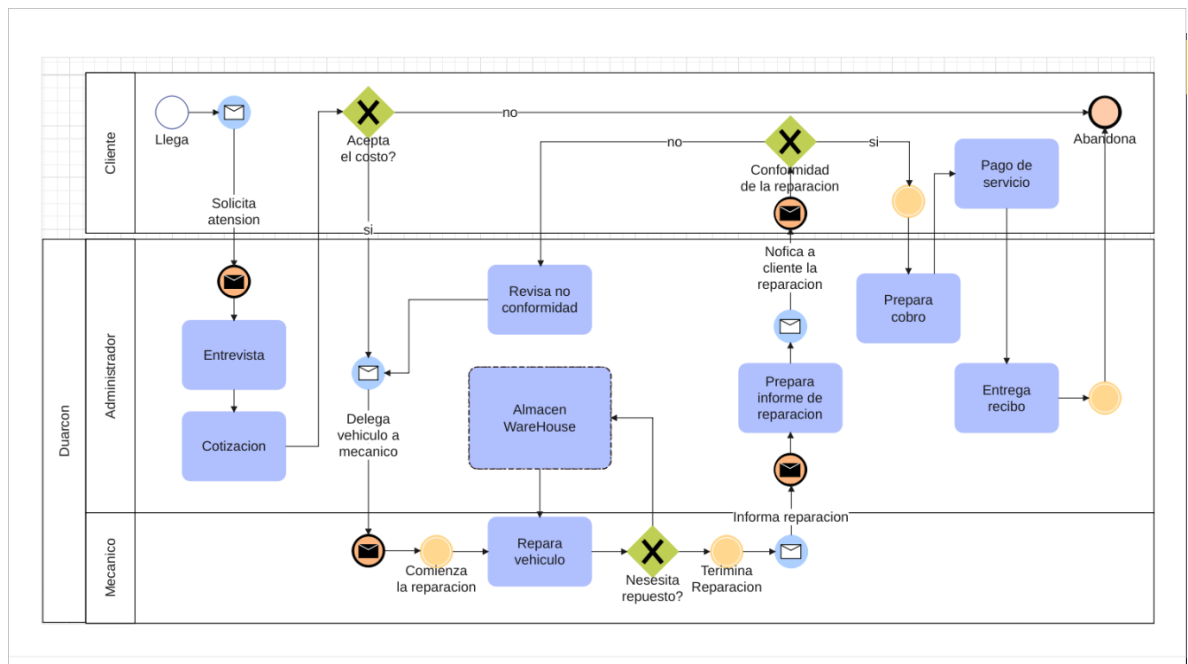 Cliente
Llega
Solicita
atension
Acepta
el costo?
no
si
no
Conformidad
de la reparacion
si
Pago de
servicio
Abandona
Duarcon
Administrador
Entrevista
Cotizacion
Revisa no
conformidad
Delega
vehiculo a
mecanico
Almacen
WareHouse
Nofica a
cliente la
reparacion
Prepara
informe de
reparacion
Prepara
cobro
Entrega
recibo
Informa reparacion
Mecanico
Comienza
la reparacion
Repara
vehiculo
Nesesita
repuesto?
Terimina
Reparacion